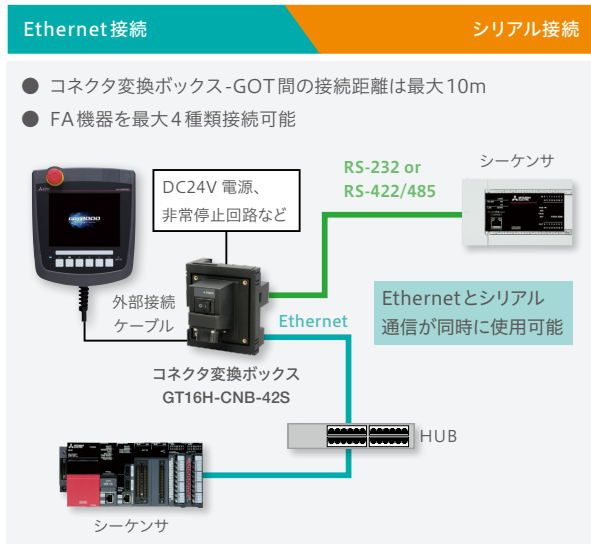 Ethernet接続
シリアル接続
● コネクタ変換ボックス-GOT間の接続距離は最大10m
● FA機器を最大4種類接続可能
DC24V 電源、
非常停止回路など
RS-232 or
RS-422/485
シーケンサ
GOT2000
外部接続
ケーブル
Ethernet
Ethernetとシリアル
通信が同時に使用可能
コネクタ変換ボックス
GT16H-CNB-42S
HUB
シーケンサ